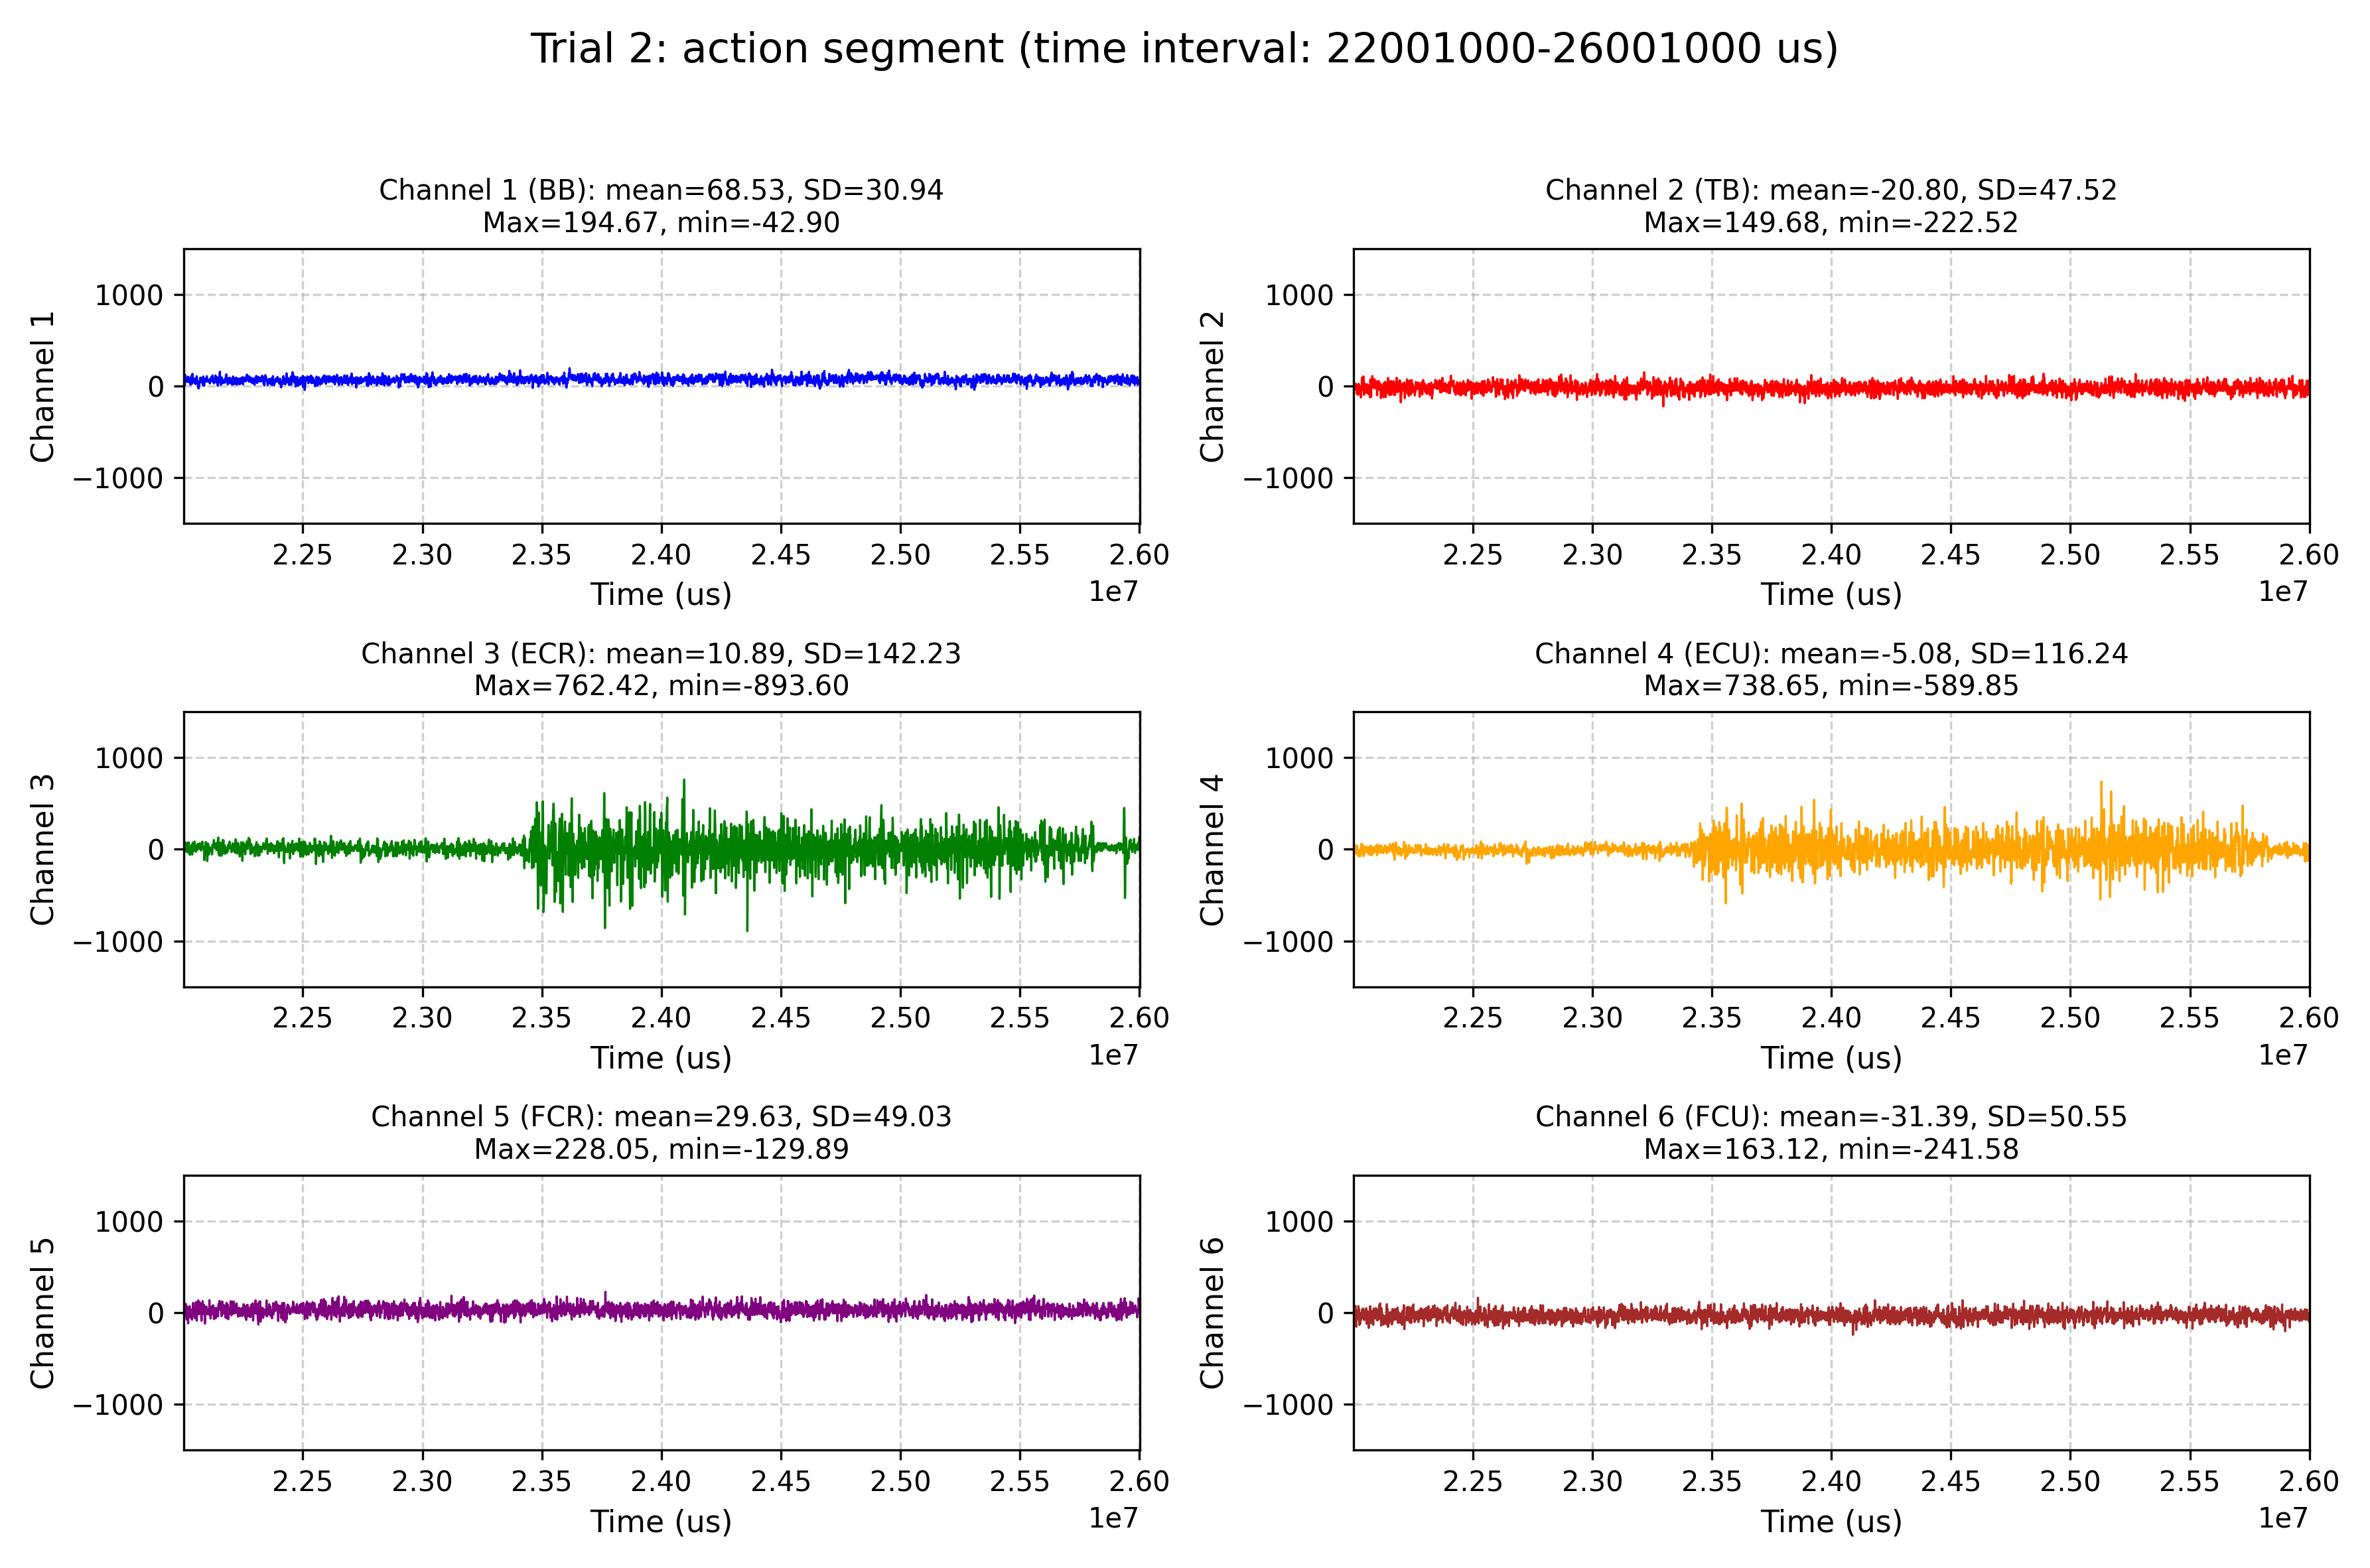 Trial 2: action segment (time interval: 22001000-26001000 us)
Channel 1 (BB): mean=68.53, SD=30.94
Max=194.67, min=-42.90
Channel 1
1000
0
−1000
2.25 2.30 2.35 2.40 2.45 2.50 2.55 2.60
Time (us)
1e7
Channel 2 (TB): mean=-20.80, SD=47.52
Max=149.68, min=-222.52
Channel 2
1000
0
−1000
2.25 2.30 2.35 2.40 2.45 2.50 2.55 2.60
Time (us)
1e7
Channel 3 (ECR): mean=10.89, SD=142.23
Max=762.42, min=-893.60
Channel 3
1000
0
−1000
2.25 2.30 2.35 2.40 2.45 2.50 2.55 2.60
Time (us)
1e7
Channel 4 (ECU): mean=-5.08, SD=116.24
Max=738.65, min=-589.85
Channel 4
1000
0
−1000
2.25 2.30 2.35 2.40 2.45 2.50 2.55 2.60
Time (us)
1e7
Channel 5 (FCR): mean=29.63, SD=49.03
Max=228.05, min=-129.89
Channel 5
1000
0
−1000
2.25 2.30 2.35 2.40 2.45 2.50 2.55 2.60
Time (us)
1e7
Channel 6 (FCU): mean=-31.39, SD=50.55
Max=163.12, min=-241.58
Channel 6
1000
0
−1000
2.25 2.30 2.35 2.40 2.45 2.50 2.55 2.60
Time (us)
1e7